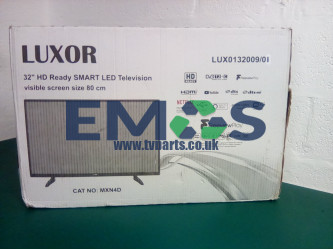 LUXOR
LUX0132009/01
32" HD Ready SMART LED Television
visible screen size 80 cm
HD
HDMI
EMOS
www.tvparts.co.uk
CAT NO: MXN4D